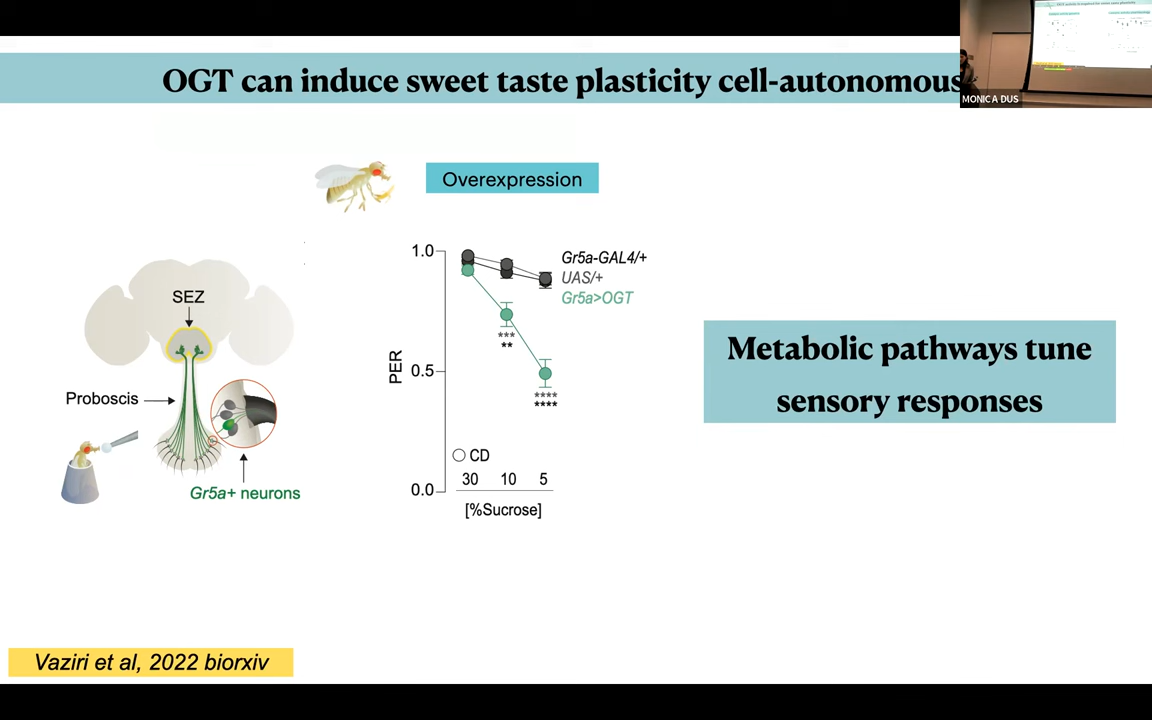 OGT can induce sweet taste plasticity cell-autonomous
MONICA DUS
Overexpression
SEZ
Proboscis
Gr5a+ neurons
1.0
0.5
0.0
PER
Gr5a-GAL4/+
UAS/+
Gr5a>OGT
***
**
****
****
CD
30 10 5
[%Sucrose]
Metabolic pathways tune
sensory responses
Vaziri et al, 2022 biorxiv